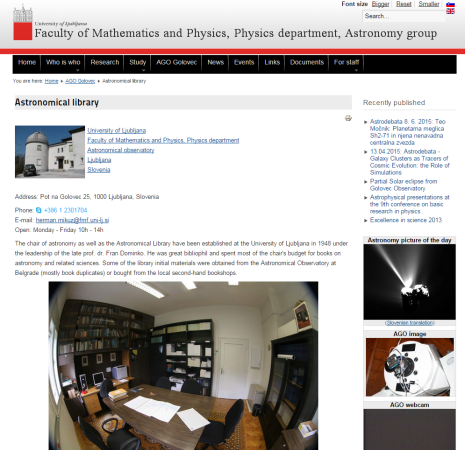 Font size Bigger Reset Smaller
Search...
University of Ljubljana
Faculty of Mathematics and Physics, Physics department, Astronomy group
Home Who is who Research Study AGO Golovec News Events Links Documents For staff
You are here: Home AGO Golovec Astronomical library
Astronomical library
University of Ljubljana
Faculty of Mathematics and Physics, Physics department
Astronomical observatory
Ljubljana
Slovenia
Address: Pot na Golovec 25, 1000 Ljubljana, Slovenia
Phone: +386 1 2301704
E-mail: herman.mikuz@fmf.uni-lj.si
Open: Monday - Friday 10h - 14h
The chair of astronomy as well as the Astronomical Library have been established at the University of Ljubljana in 1948 under
the leadership of the late prof. dr. Fran Dominko. He was great bibliophil and spent most of the chair's budget for books on
astronomy and related sciences. Some of the library initial materials were obtained from the Astronomical Observatory at
Belgrade (mostly book duplicates) or bought from the local second-hand bookshops.
Recently published
Astrodebata 8. 6. 2015: Teo
Močnik: Planetarna meglica
Sh2-71 in njena nenavadna
centralna zvezda
13.04.2015: Astrodebata -
Galaxy Clusters as Tracers of
Cosmic Evolution: the Role of
Simulations
Partial Solar eclipse from
Golovec Observatory
Astrophysical presentations at
the 9th conference on basic
research in physics
Excellence in science 2013
Astronomy picture of the day
(Slovenian translation)
AGO image
AGO webcam